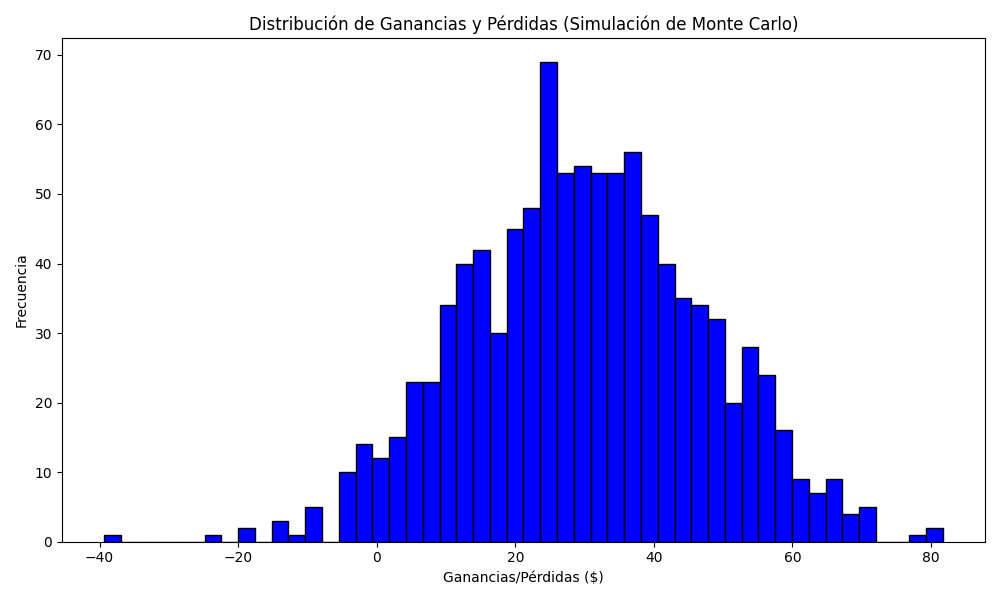 Distribución de Ganancias y Pérdidas (Simulación de Monte Carlo)
70
60
50
40
30
20
10
0
Frecuencia
−40 −20 0 20 40 60 80
Ganancias/Pérdidas ($)